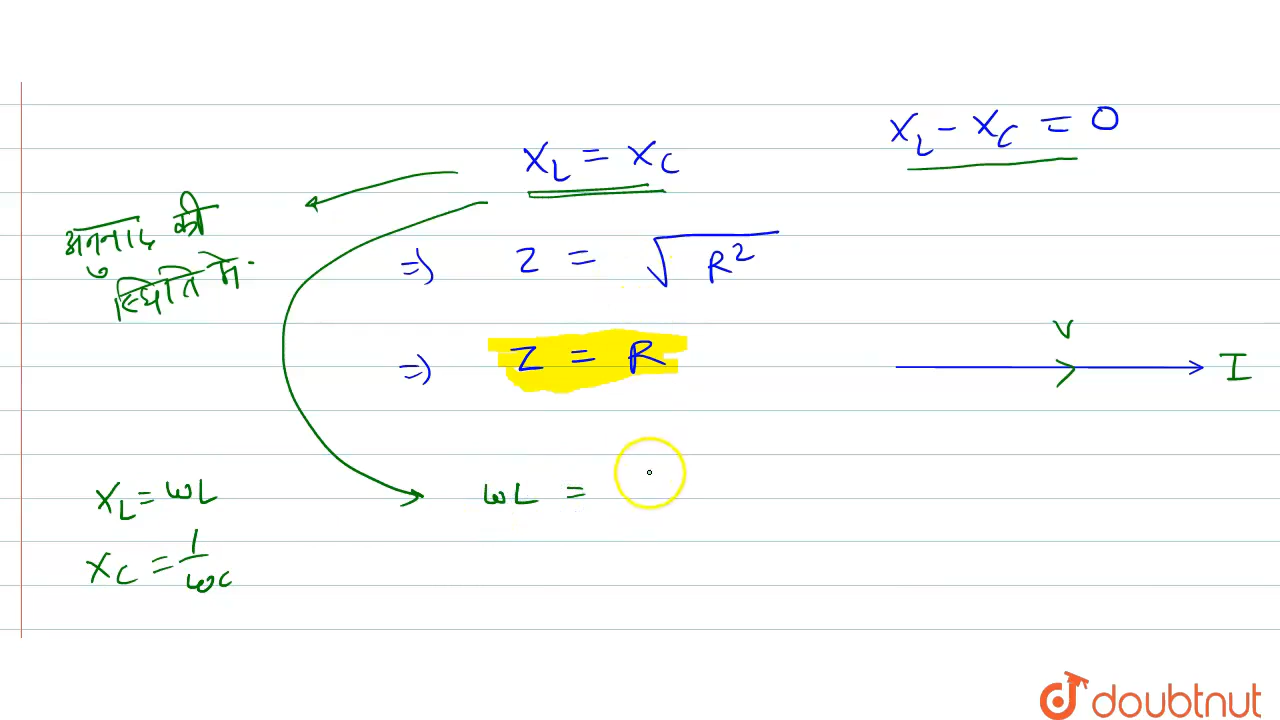 X_L - X_C = 0
X_L = X_C
अनुनाद की
स्थिति में
=) Z = √R²
=) Z = R
V
I
X_L = ωL
ωL =
X_C = 1/ωC
doubtnut